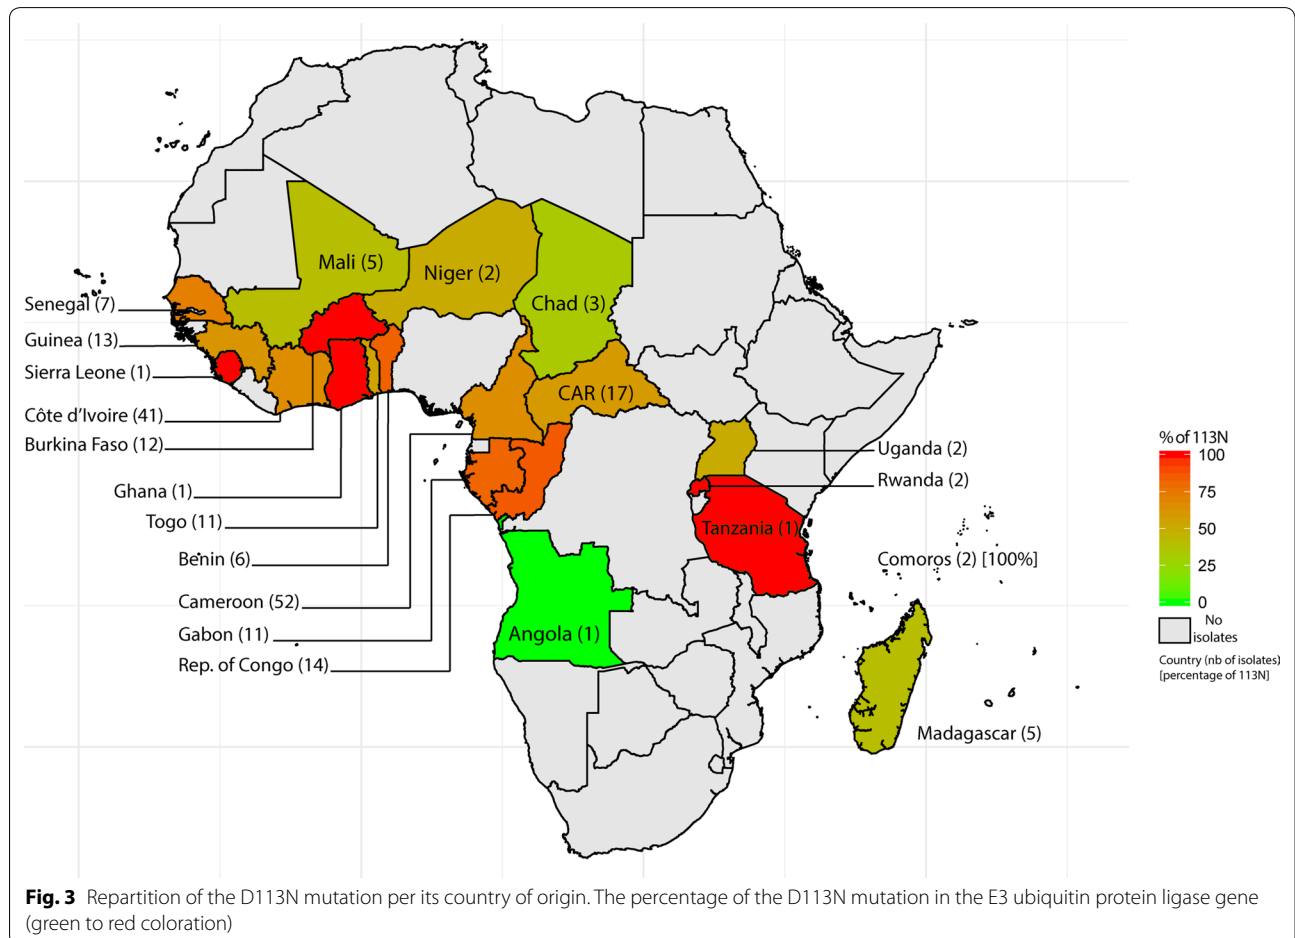 Mali (5)
Niger (2)
Chad (3)
Senegal (7)
Guinea (13)
Sierra Leone (1)
CAR (17)
Côte d’Ivoire (41)
Burkina Faso (12)
Ghana (1)
Togo (11)
Benin (6)
Cameroon (52)
Gabon (11)
Rep. of Congo (14)
Angola (1)
Uganda (2)
Rwanda (2)
Tanzania (1)
Comoros (2) [100%]
Madagascar (5)
% of 113N
100
75
50
25
0
No
isolates
Country (nb of isolates)
[percentage of 113N]
Fig. 3 Repartition of the D113N mutation per its country of origin. The percentage of the D113N mutation in the E3 ubiquitin protein ligase gene
(green to red coloration)